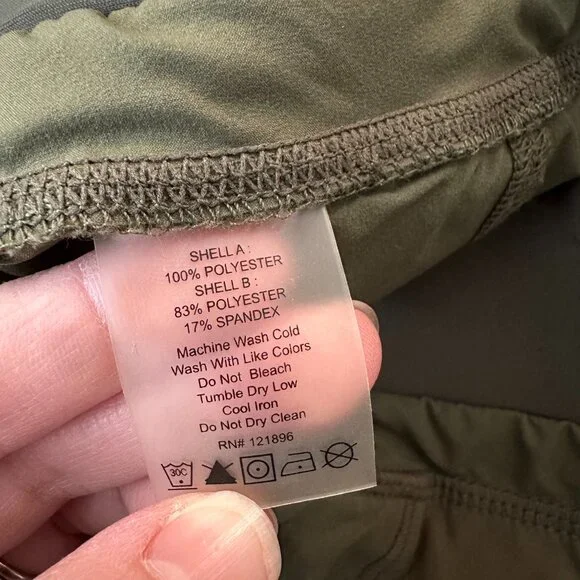 SHELL A :
100% POLYESTER
SHELL B :
83% POLYESTER
17% SPANDEX
Machine Wash Cold
Wash With Like Colors
Do Not Bleach
Tumble Dry Low
Cool Iron
Do Not Dry Clean
RN# 121896
30C